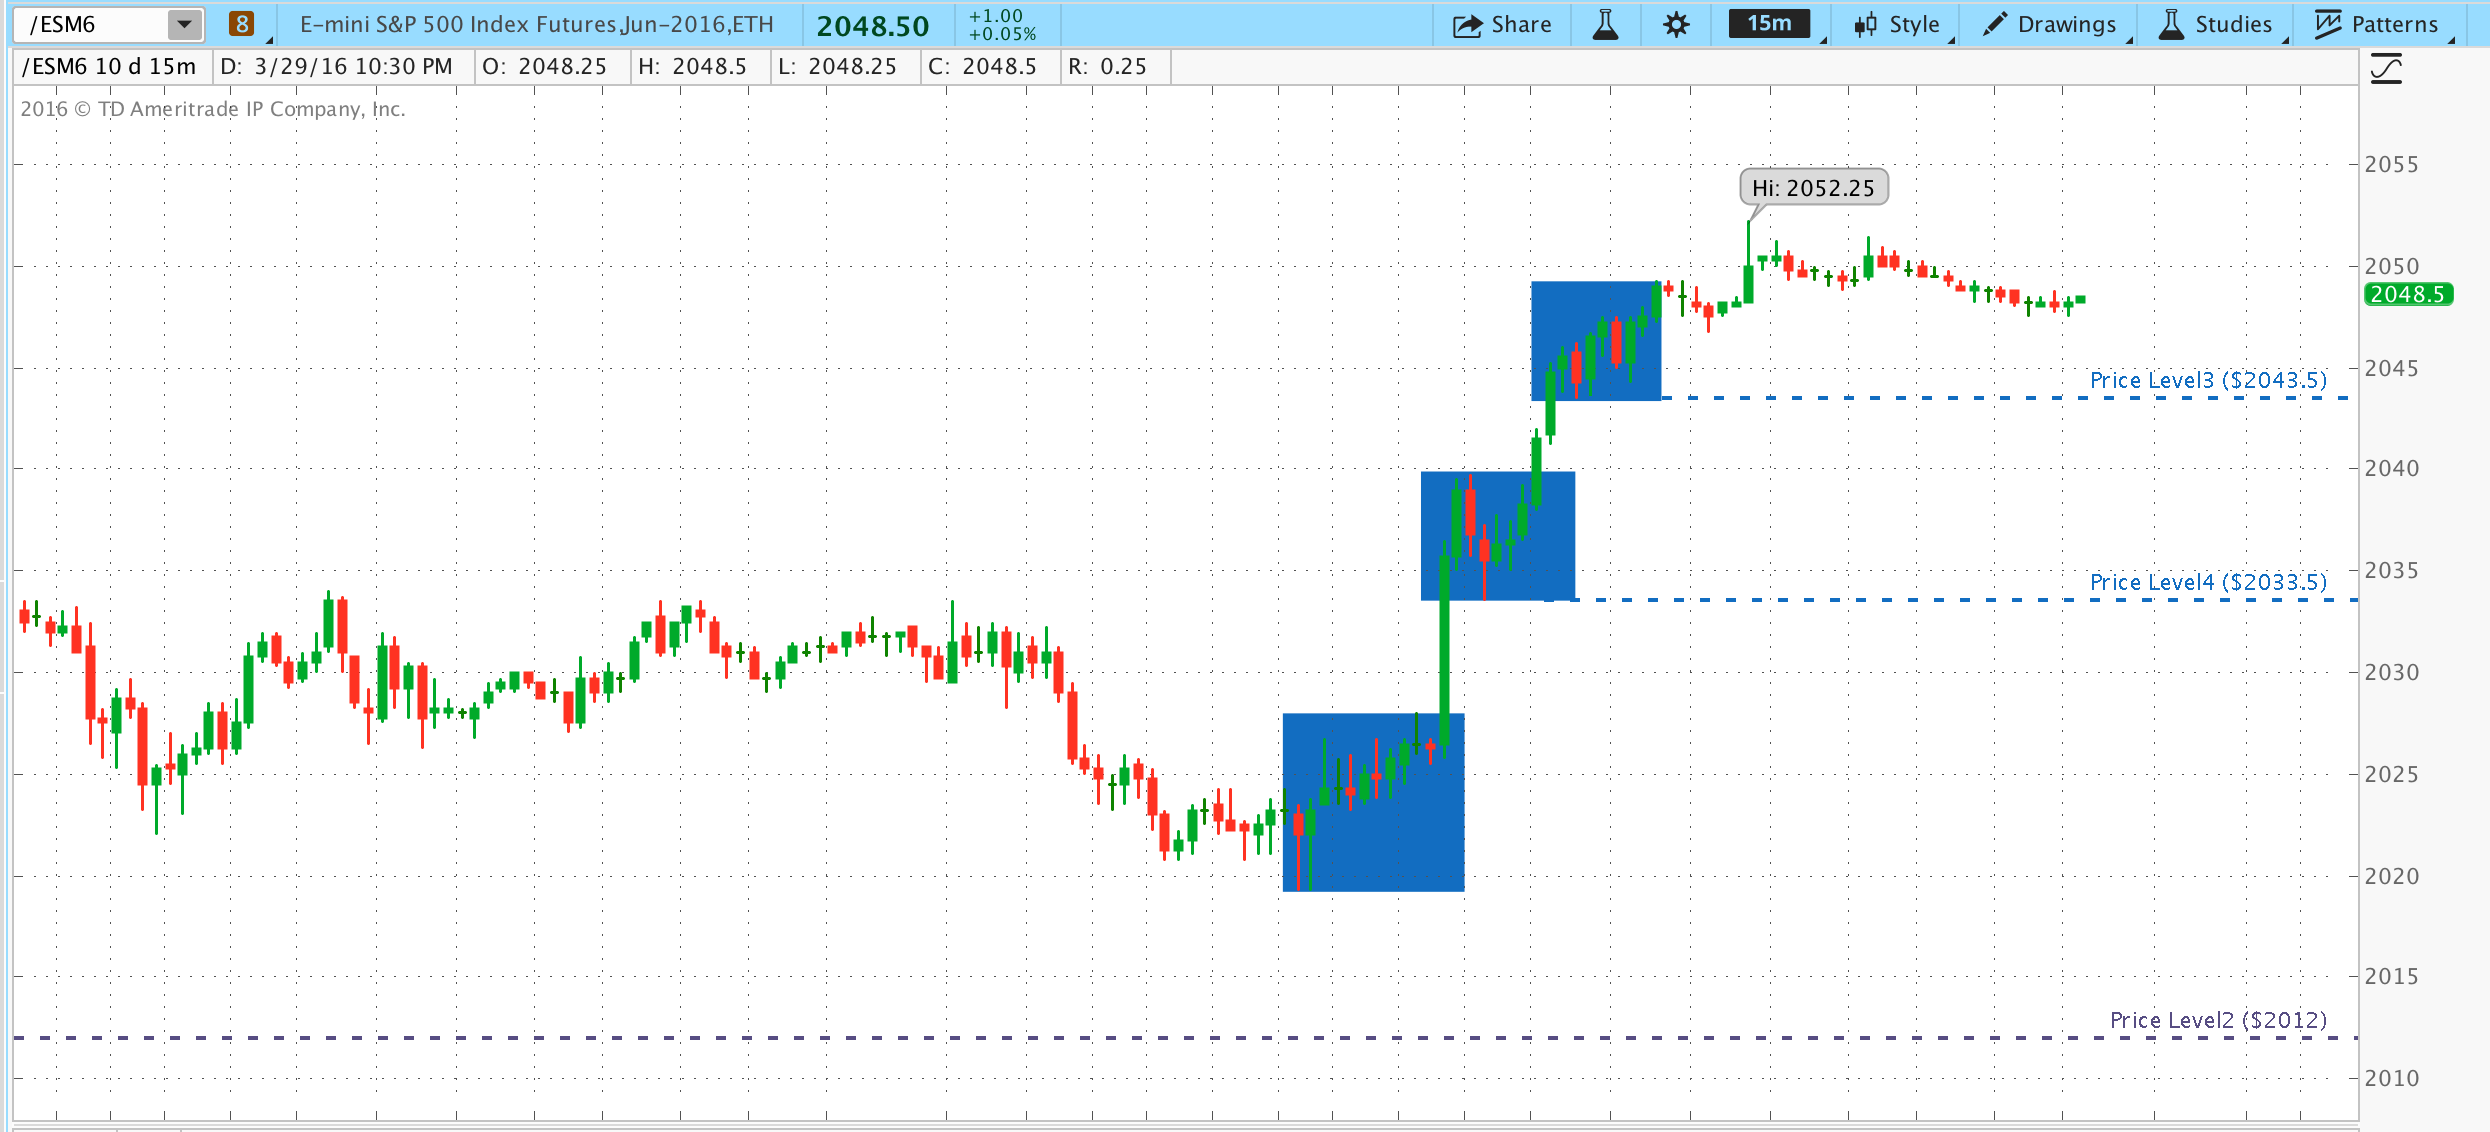 /ESM6 8 E-mini S&P 500 Index Futures,Jun-2016,ETH 2048.50 +1.00 +0.05% Share 15m Style Drawings Studies Patterns
/ESM6 10 d 15m D: 3/29/16 10:30 PM O: 2048.25 H: 2048.5 L: 2048.25 C: 2048.5 R: 0.25
2016 © TD Ameritrade IP Company, Inc.
2055
Hi: 2052.25
2050
2048.5
2045
Price Level3 ($2043.5)
2040
2035
Price Level4 ($2033.5)
2030
2025
2020
2015
Price Level2 ($2012)
2010